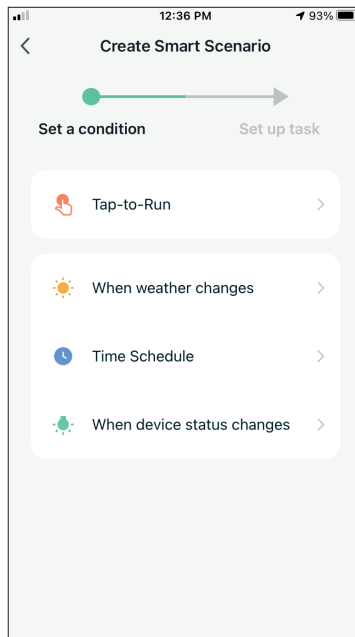 12:36 PM
93%
Create Smart Scenario
Set a condition
Set up task
Tap-to-Run
When weather changes
Time Schedule
When device status changes